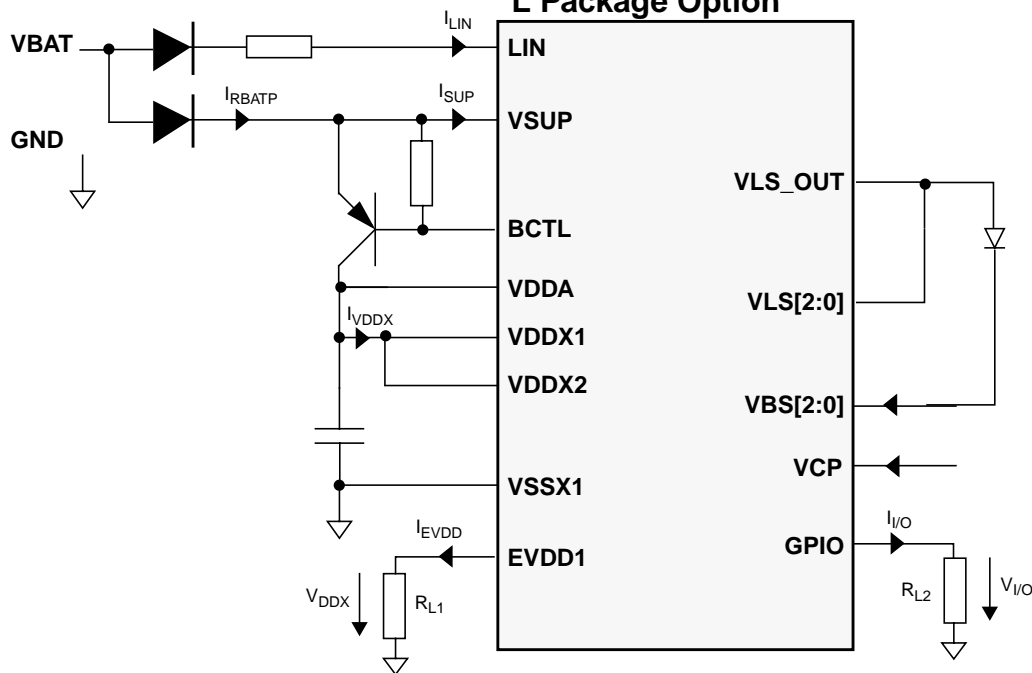 L Package Option
VBAT
I_LIN
LIN
I_RBATP
I_SUP
VSUP
GND
VLS_OUT
BCTL
VDDA
VLS[2:0]
I_VDDX
VDDX1
VDDX2
VBS[2:0]
VCP
VSSX1
I_EVDD
EVDD1
I_I/O
GPIO
V_DDX
R_L1
R_L2
V_I/O